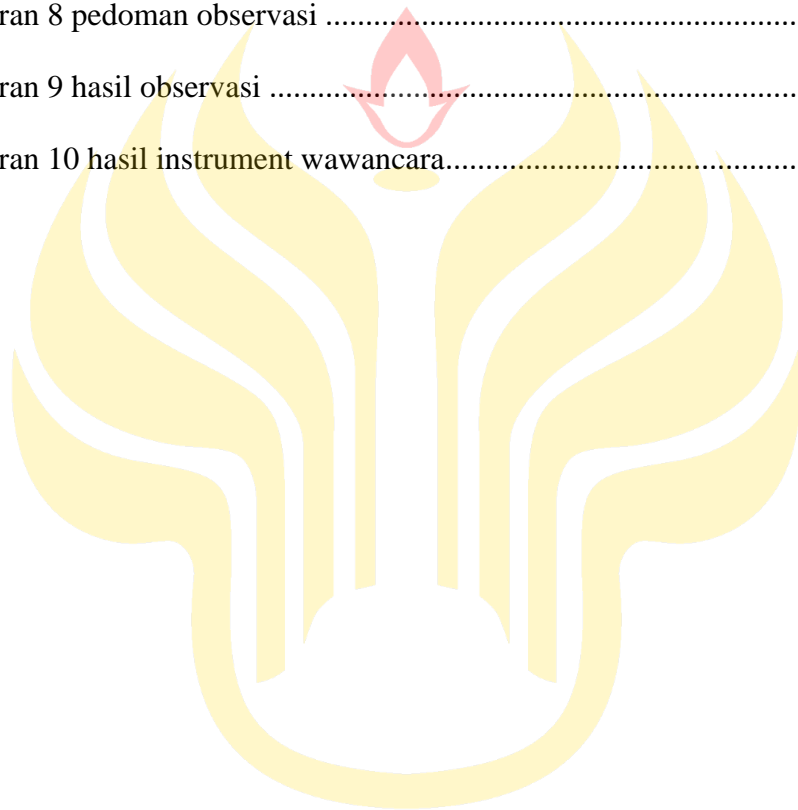 ran 8 pedoman observasi ..........................................................
ran 9 hasil observasi .................................................................
ran 10 hasil instrument wawancara...........................................